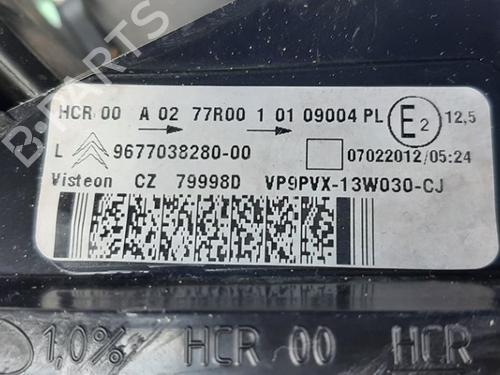 HCR 00 A 02 77R00 1 01 09004 PL E2 12,5
L 9677038280-00 07022012/05:24
Visteon CZ 79998D VP9PVX-13W030-CJ
1,0% HCR 00 HCR
B-PARTS